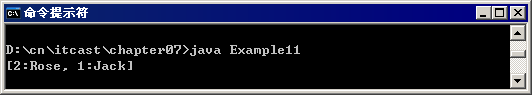 命令提示符
D:\cn\itcast\chapter07>java Example11
[2:Rose, 1:Jack]